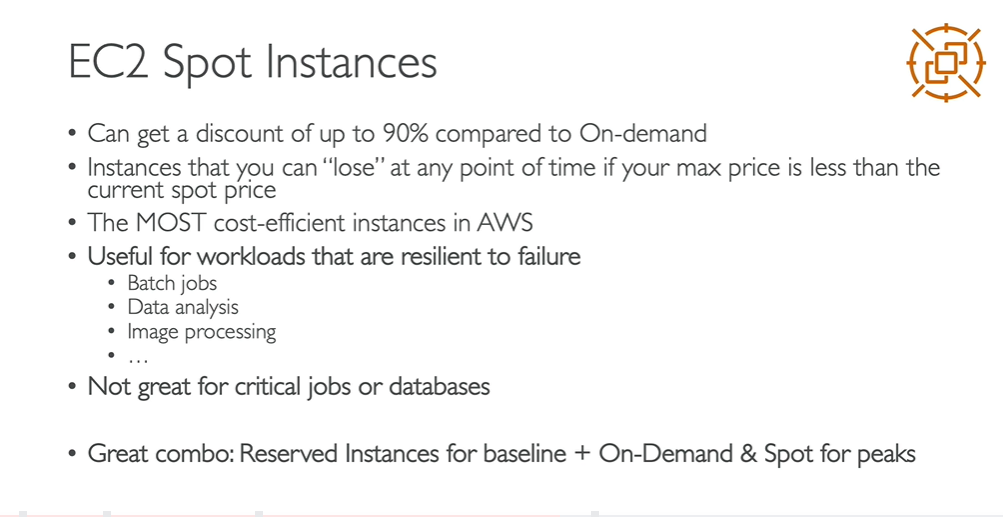 EC2 Spot Instances
• Can get a discount of up to 90% compared to On-demand
• Instances that you can “lose” at any point of time if your max price is less than the
current spot price
• The MOST cost-efficient instances in AWS
• Useful for workloads that are resilient to failure
• Batch jobs
• Data analysis
• Image processing
• …
• Not great for critical jobs or databases
• Great combo: Reserved Instances for baseline + On-Demand & Spot for peaks